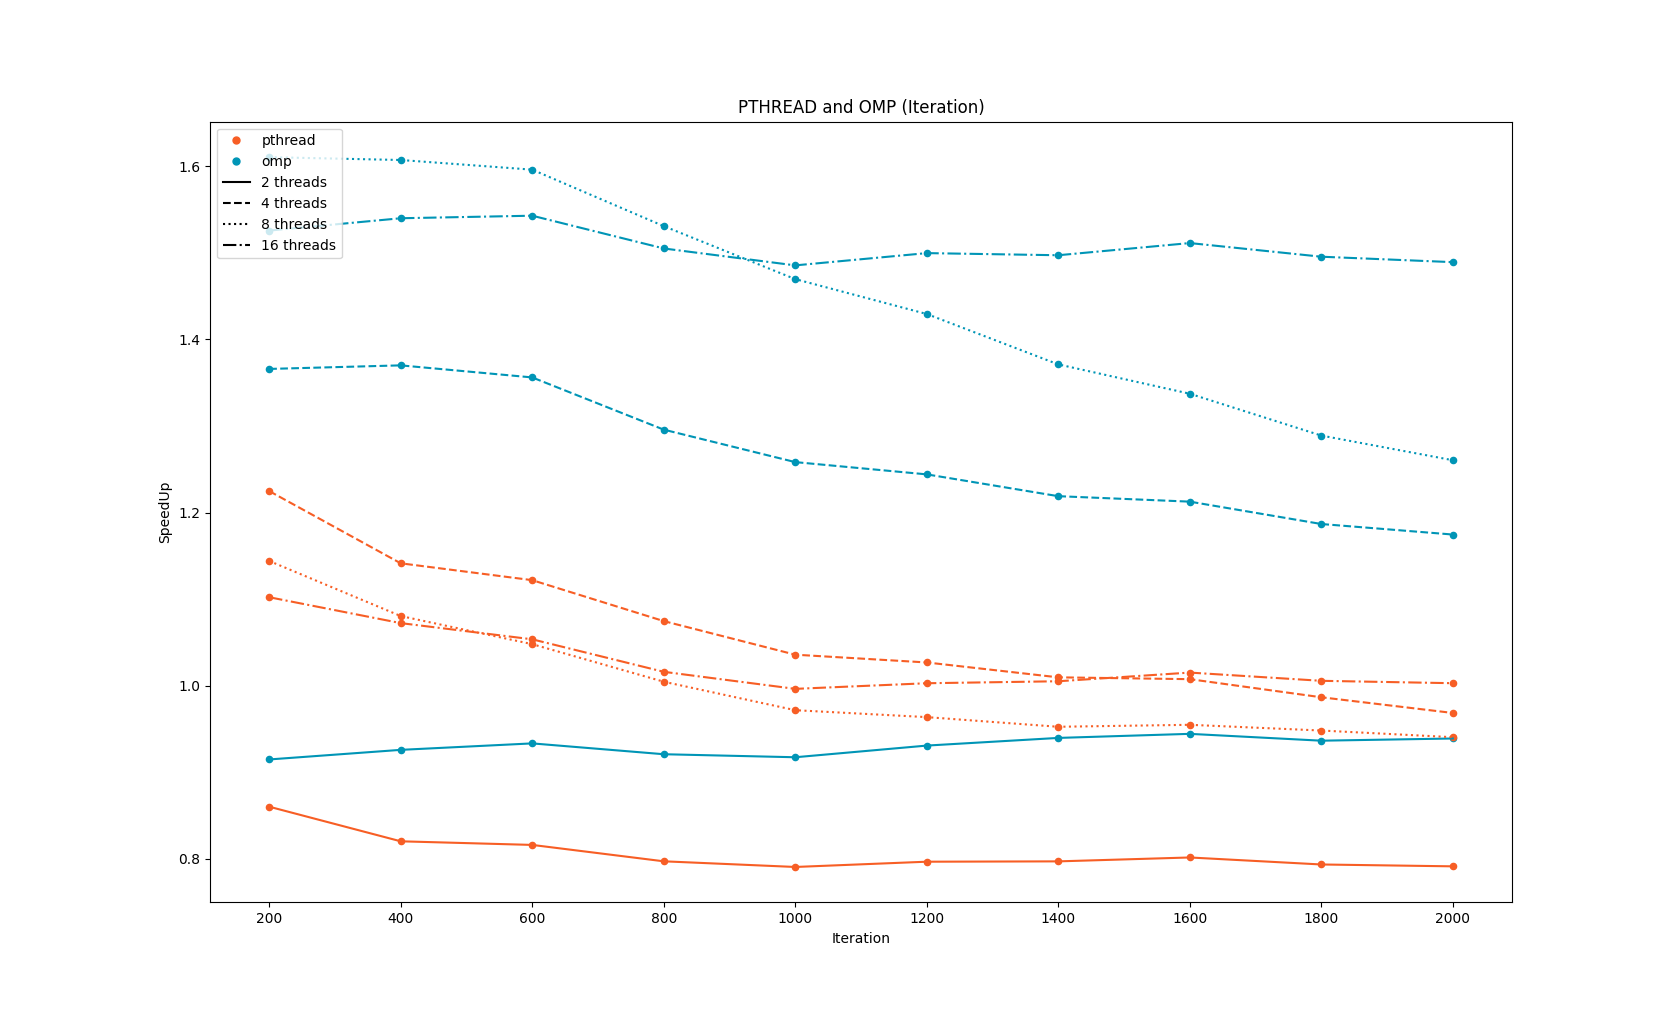 PTHREAD and OMP (Iteration)
pthread
omp
2 threads
4 threads
8 threads
16 threads
1.6
1.4
1.2
1.0
0.8
SpeedUp
200 400 600 800 1000 1200 1400 1600 1800 2000
Iteration